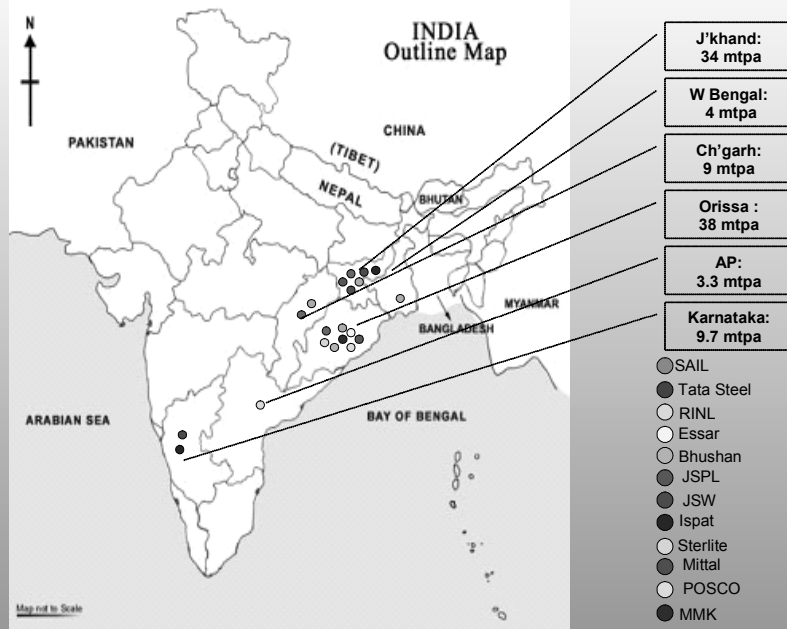 INDIA
Outline Map
N
PAKISTAN
CHINA
(TIBET)
NEPAL
BHUTAN
MYANMAR
BANGLADESH
ARABIAN SEA
BAY OF BENGAL
Map not to Scale
J'khand:
34 mtpa
W Bengal:
4 mtpa
Ch'garh:
9 mtpa
Orissa :
38 mtpa
AP:
3.3 mtpa
Karnataka:
9.7 mtpa
SAIL
Tata Steel
RINL
Essar
Bhushan
JSPL
JSW
Ispat
Sterlite
Mittal
POSCO
MMK